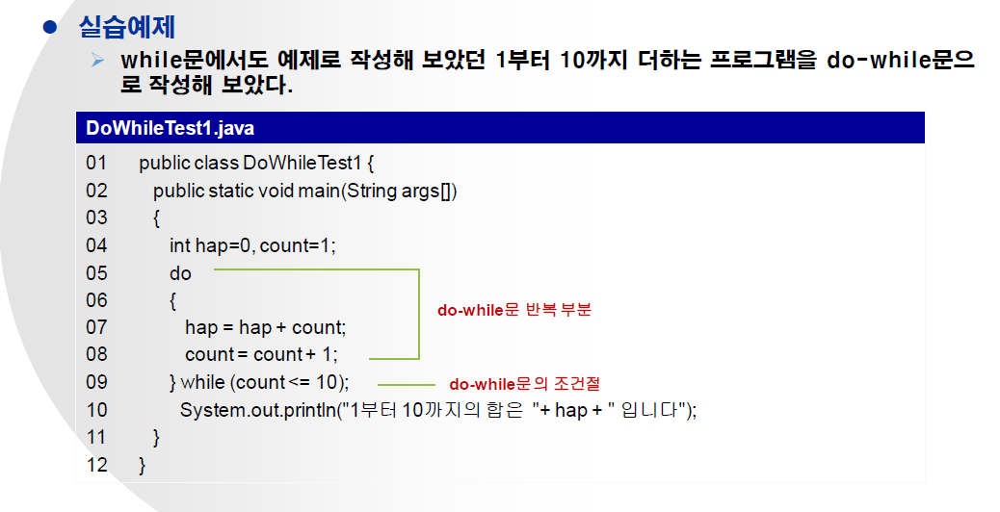 ● 실습예제
➢ while문에서도 예제로 작성해 보았던 1부터 10까지 더하는 프로그램을 do-while문으
로 작성해 보았다.
DoWhileTest1.java
01 public class DoWhileTest1 {
02 public static void main(String args[])
03 {
04 int hap=0, count=1;
05 do
06 {
do-while문 반복 부분
07 hap = hap + count;
08 count = count + 1;
09 } while (count <= 10); do-while문의 조건절
10 System.out.println("1부터 10까지의 합은 "+ hap + " 입니다");
11 }
12 }